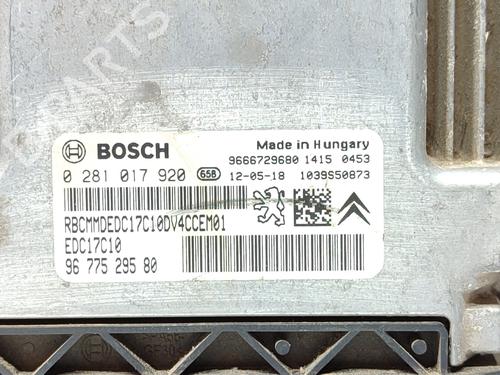 BOSCH
Made in Hungary
9666729680 1415 0453
0 281 017 920 658 12-05-18 1039S50873
RBCMMDEDC17C10DV4CCEM01
EDC17C10
96 775 295 80